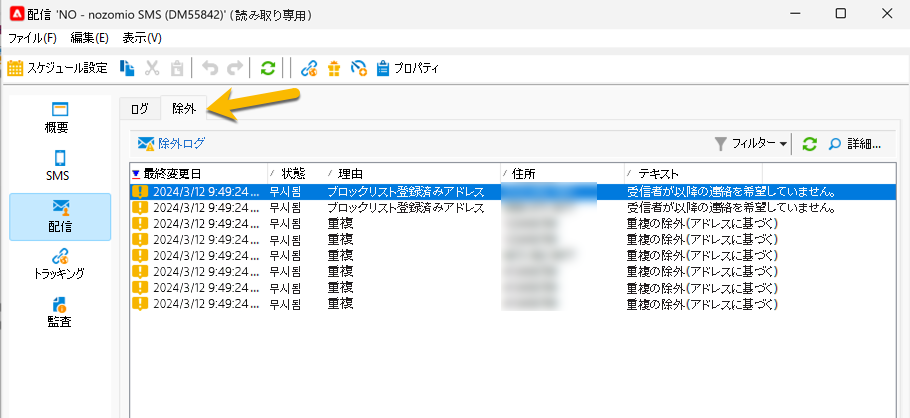 配信 'NO - nozomio SMS (DM55842)' (読み取り専用)
ファイル(F) 編集(E) 表示(V)
スケジュール設定 プロパティ
概要
SMS
配信
トラッキング
監査
ログ 除外
除外ログ フィルター 詳細...
最終変更日 状態 理由 住所 テキスト
2024/3/12 9:49:24... 무시됨 ブロックリスト登録済みアドレス 受信者が以降の連絡を希望していません。
2024/3/12 9:49:24... 무시됨 ブロックリスト登録済みアドレス 受信者が以降の連絡を希望していません。
2024/3/12 9:49:24... 무시됨 重複 重複の除外(アドレスに基づく)
2024/3/12 9:49:24... 무시됨 重複 重複の除外(アドレスに基づく)
2024/3/12 9:49:24... 무시됨 重複 重複の除外(アドレスに基づく)
2024/3/12 9:49:24... 무시됨 重複 重複の除外(アドレスに基づく)
2024/3/12 9:49:24... 무시됨 重複 重複の除外(アドレスに基づく)
2024/3/12 9:49:24... 무시됨 重複 重複の除外(アドレスに基づく)